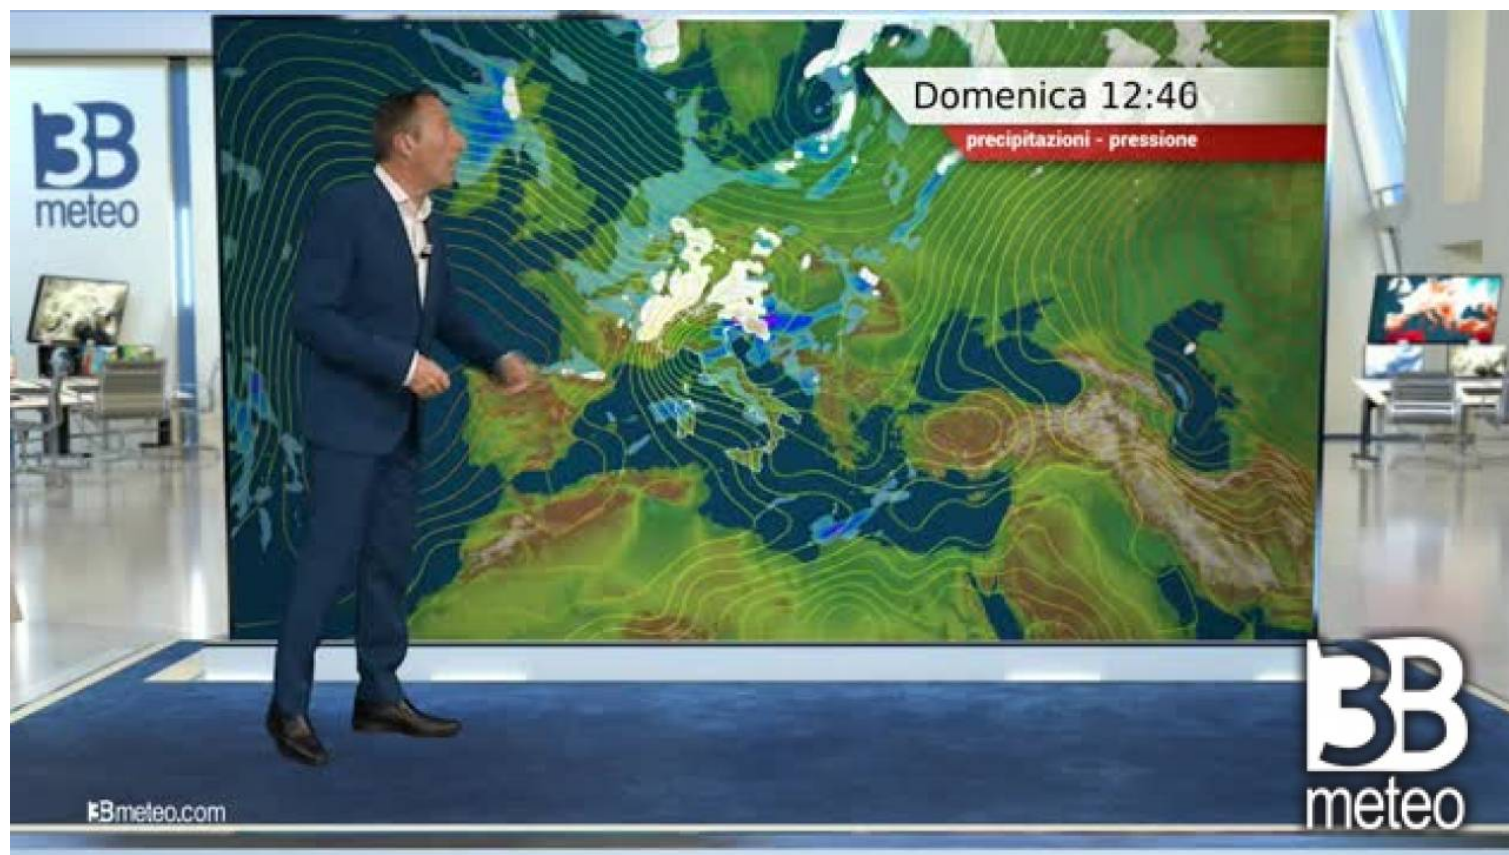 3B
meteo
Domenica 12:46
precipitazioni - pressione
3Bmeteo.com
3B
meteo